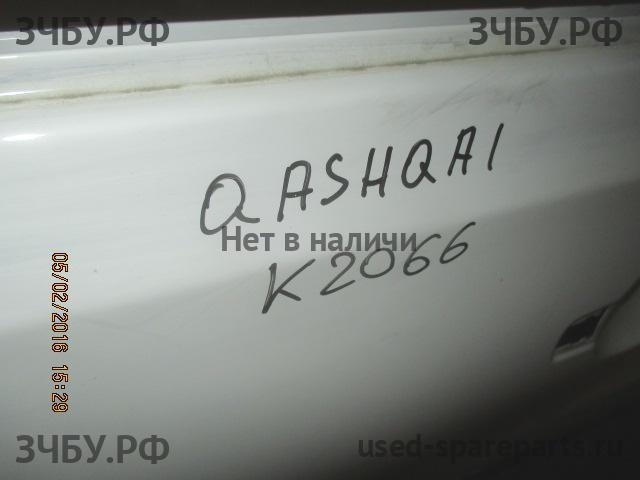 ЗЧБУ.РФ ЗЧБУ.РФ
QASHQAI
Нет в наличи
K2066
05/02/2016 15:29
ЗЧБУ.РФ used-spareparts.ru